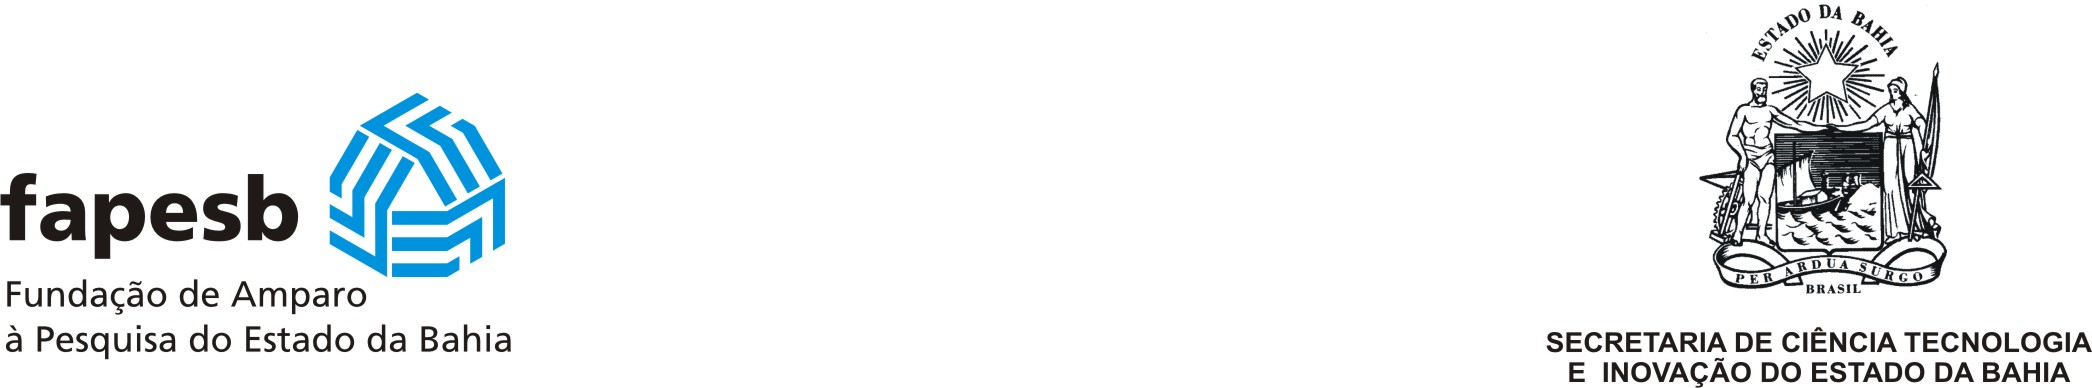 fapesb
Fundação de Amparo
à Pesquisa do Estado da Bahia
ESTADO DA BAHIA
PER ARDUA SURGO
BRASIL
SECRETARIA DE CIÊNCIA TECNOLOGIA
E INOVAÇÃO DO ESTADO DA BAHIA